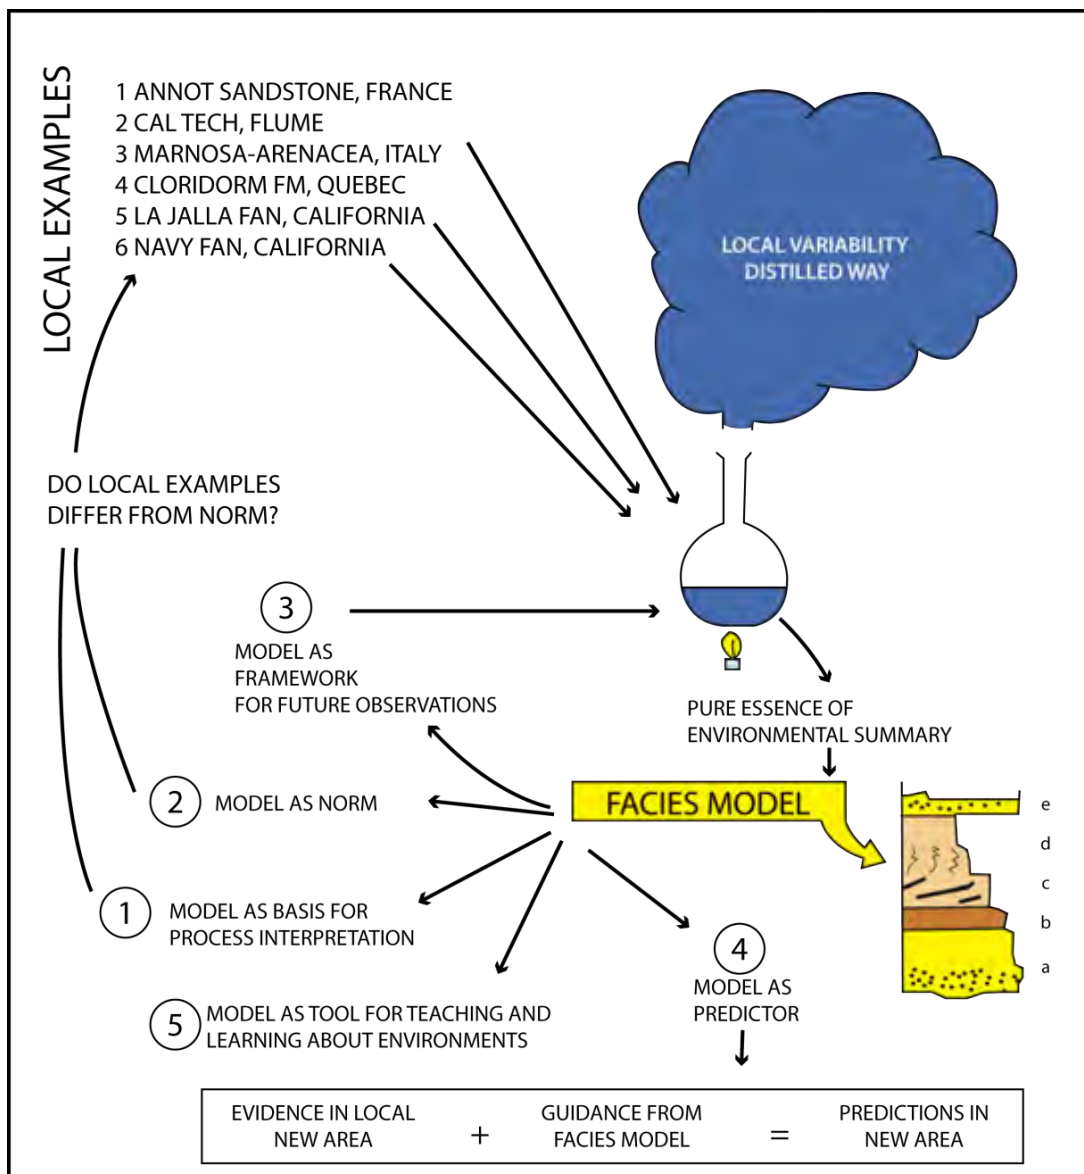 LOCAL EXAMPLES
1 ANNOT SANDSTONE, FRANCE
2 CAL TECH, FLUME
3 MARNOSA-ARENACEA, ITALY
4 CLORIDORM FM, QUEBEC
5 LA JALLA FAN, CALIFORNIA
6 NAVY FAN, CALIFORNIA
LOCAL VARIABILITY
DISTILLED WAY
DO LOCAL EXAMPLES
DIFFER FROM NORM?
3
MODEL AS
FRAMEWORK
FOR FUTURE OBSERVATIONS
PURE ESSENCE OF
ENVIRONMENTAL SUMMARY
2 MODEL AS NORM
FACIES MODEL
e
d
c
b
a
1 MODEL AS BASIS FOR
PROCESS INTERPRETATION
4
MODEL AS
PREDICTOR
5 MODEL AS TOOL FOR TEACHING AND
LEARNING ABOUT ENVIRONMENTS
EVIDENCE IN LOCAL
NEW AREA
+
GUIDANCE FROM
FACIES MODEL
=
PREDICTIONS IN
NEW AREA